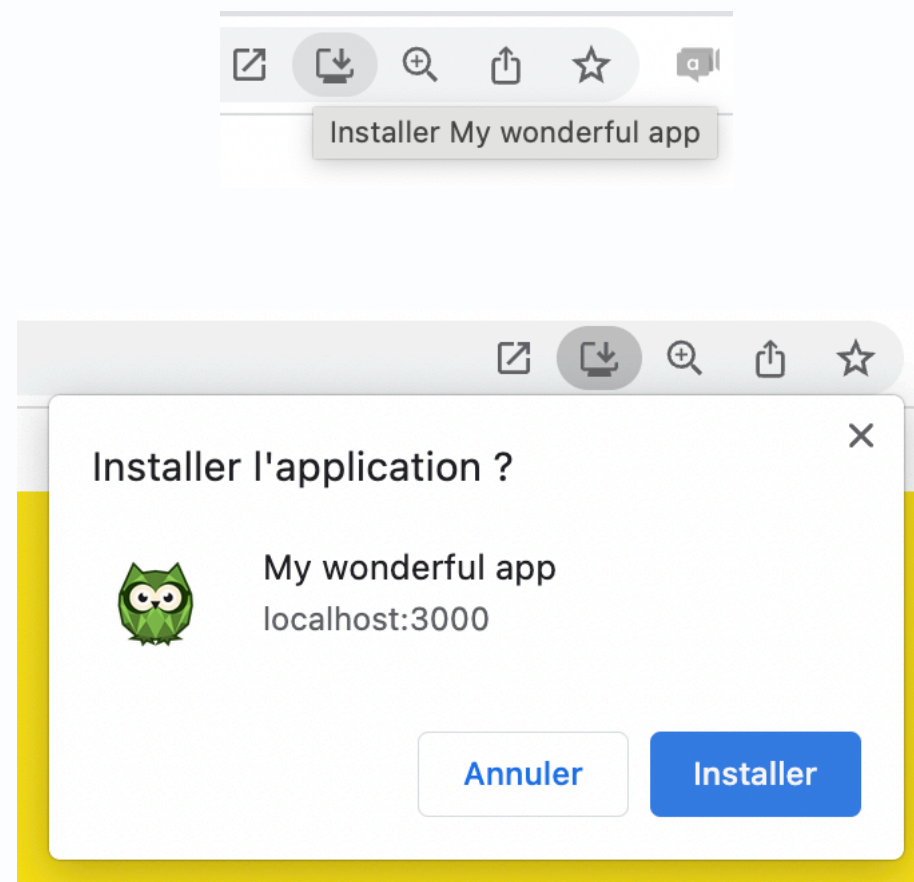 a
Installer My wonderful app
Installer l'application ?
My wonderful app
localhost:3000
Annuler
Installer